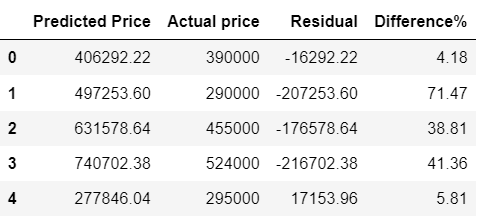 Predicted Price Actual price Residual Difference%
0 406292.22 390000 -16292.22 4.18
1 497253.60 290000 -207253.60 71.47
2 631578.64 455000 -176578.64 38.81
3 740702.38 524000 -216702.38 41.36
4 277846.04 295000 17153.96 5.81